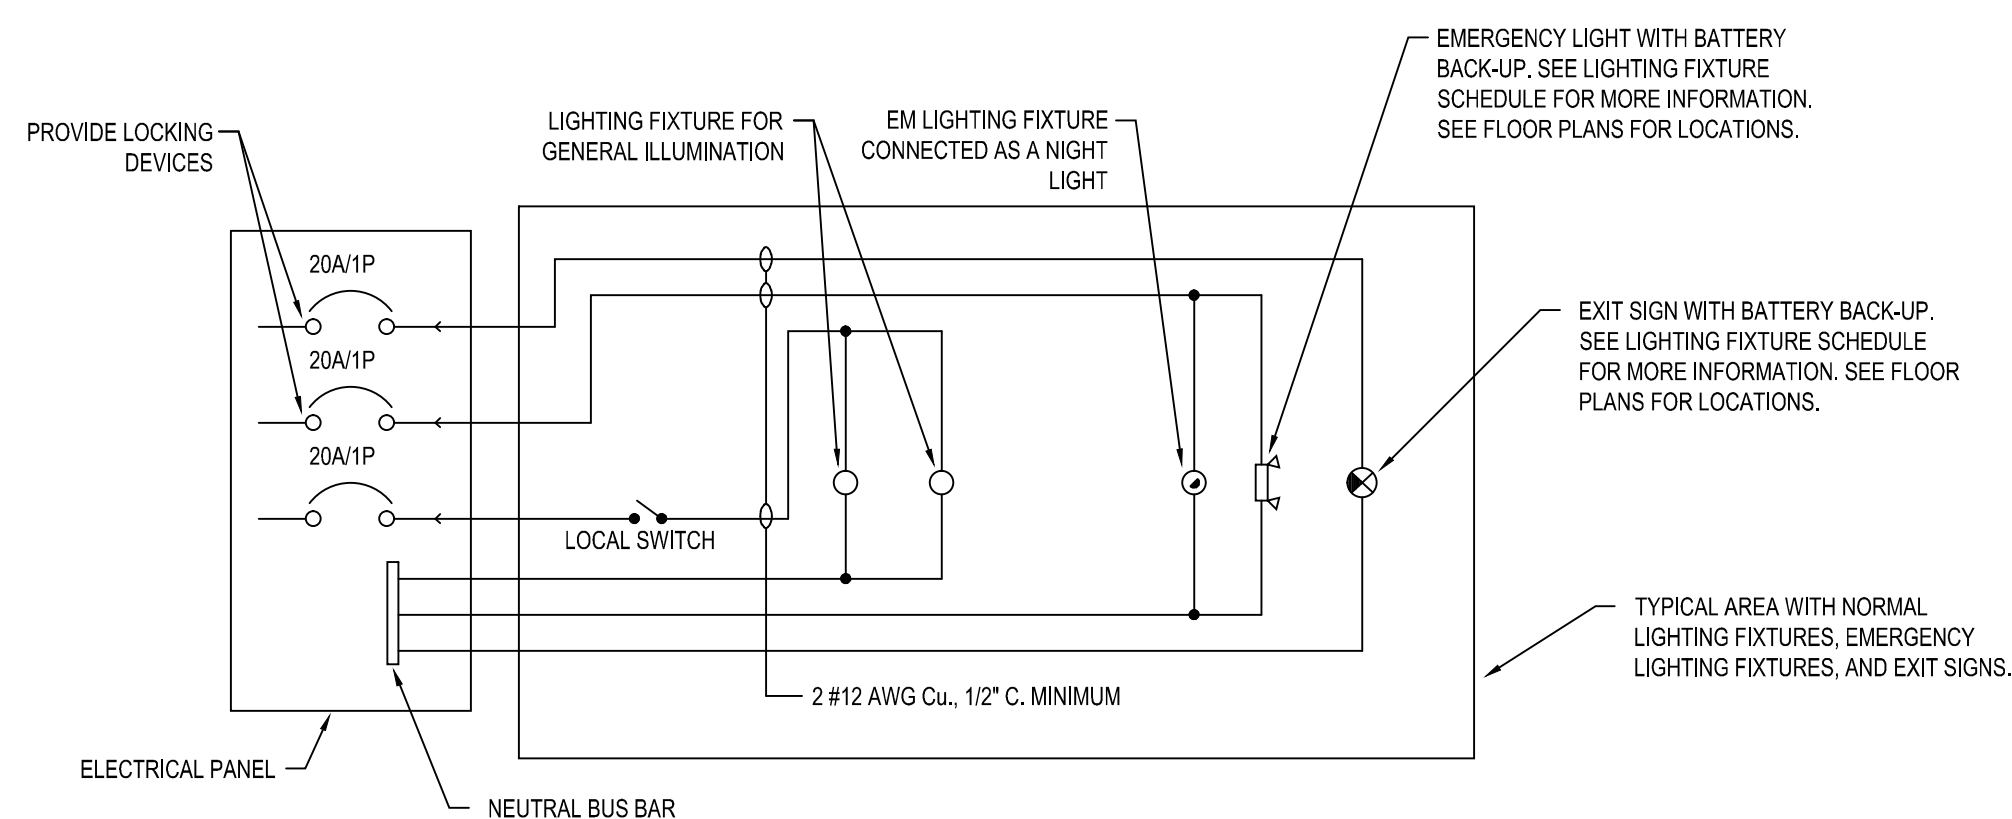 EMERGENCY LIGHT WITH BATTERY
BACK-UP. SEE LIGHTING FIXTURE
SCHEDULE FOR MORE INFORMATION.
SEE FLOOR PLANS FOR LOCATIONS.
PROVIDE LOCKING
DEVICES
LIGHTING FIXTURE FOR
GENERAL ILLUMINATION
EM LIGHTING FIXTURE
CONNECTED AS A NIGHT
LIGHT
20A/1P
20A/1P
20A/1P
EXIT SIGN WITH BATTERY BACK-UP.
SEE LIGHTING FIXTURE SCHEDULE
FOR MORE INFORMATION. SEE FLOOR
PLANS FOR LOCATIONS.
LOCAL SWITCH
TYPICAL AREA WITH NORMAL
LIGHTING FIXTURES, EMERGENCY
LIGHTING FIXTURES, AND EXIT SIGNS.
2 #12 AWG Cu., 1/2" C. MINIMUM
ELECTRICAL PANEL
NEUTRAL BUS BAR